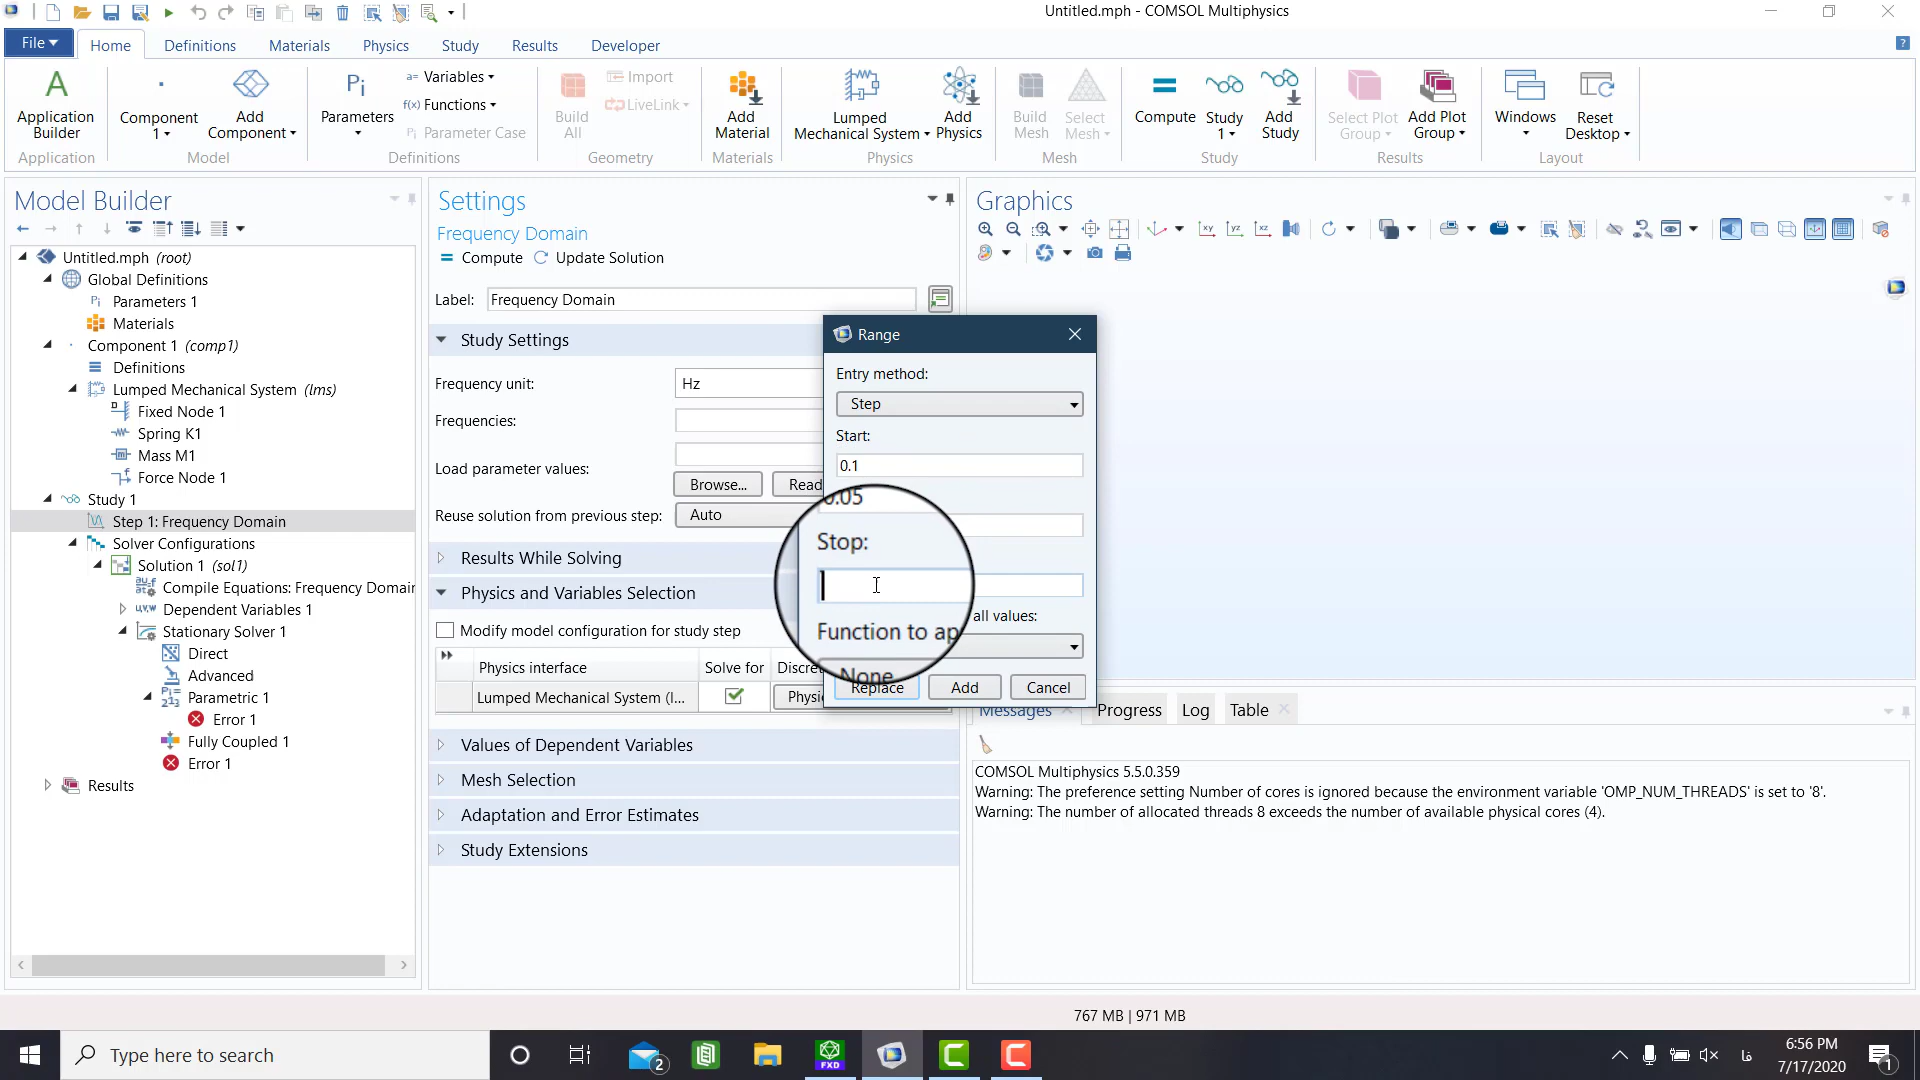 Untitled.mph - COMSOL Multiphysics
File Home Definitions Materials Physics Study Results Developer
Application Builder
Application
Component 1
Add Component
Model
Pi
Parameters
a= Variables
f(x) Functions
Pi Parameter Case
Definitions
Build All
Import
LiveLink
Geometry
Add Material
Materials
Lumped Mechanical System
Add Physics
Physics
Build Mesh
Select Mesh
Mesh
Compute
Study 1
Add Study
Study
Select Plot Group
Add Plot Group
Results
Windows
Reset Desktop
Layout
Model Builder
Untitled.mph (root)
Global Definitions
Pi Parameters 1
Materials
Component 1 (comp1)
Definitions
Lumped Mechanical System (lms)
Fixed Node 1
Spring K1
Mass M1
Force Node 1
Study 1
Step 1: Frequency Domain
Solver Configurations
Solution 1 (sol1)
Compile Equations: Frequency Domain
Dependent Variables 1
Stationary Solver 1
Direct
Advanced
Parametric 1
Error 1
Fully Coupled 1
Error 1
Results
Settings
Frequency Domain
= Compute Update Solution
Label: Frequency Domain
Study Settings
Frequency unit: Hz
Frequencies:
Load parameter values:
Browse... Read
Reuse solution from previous step: Auto
Results While Solving
Physics and Variables Selection
Modify model configuration for study step
Physics interface Solve for Discre
Lumped Mechanical System (l... Physi
Values of Dependent Variables
Mesh Selection
Adaptation and Error Estimates
Study Extensions
Range
Entry method:
Step
Start:
0.1
0.05
Stop:
Function to ap all values:
None
Replace Add Cancel
Graphics
xy yz xz
Messages Progress Log Table
COMSOL Multiphysics 5.5.0.359
Warning: The preference setting Number of cores is ignored because the environment variable 'OMP_NUM_THREADS' is set to '8'.
Warning: The number of allocated threads 8 exceeds the number of available physical cores (4).
767 MB | 971 MB
Type here to search
2
FXD
فا
6:56 PM
7/17/2020
1